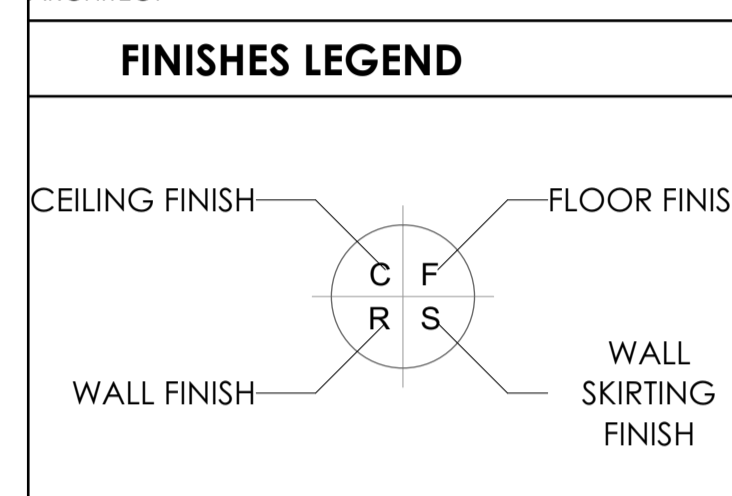 FINISHES LEGEND
CEILING FINISH
FLOOR FINIS
C F
R S
WALL FINISH
WALL
SKIRTING
FINISH